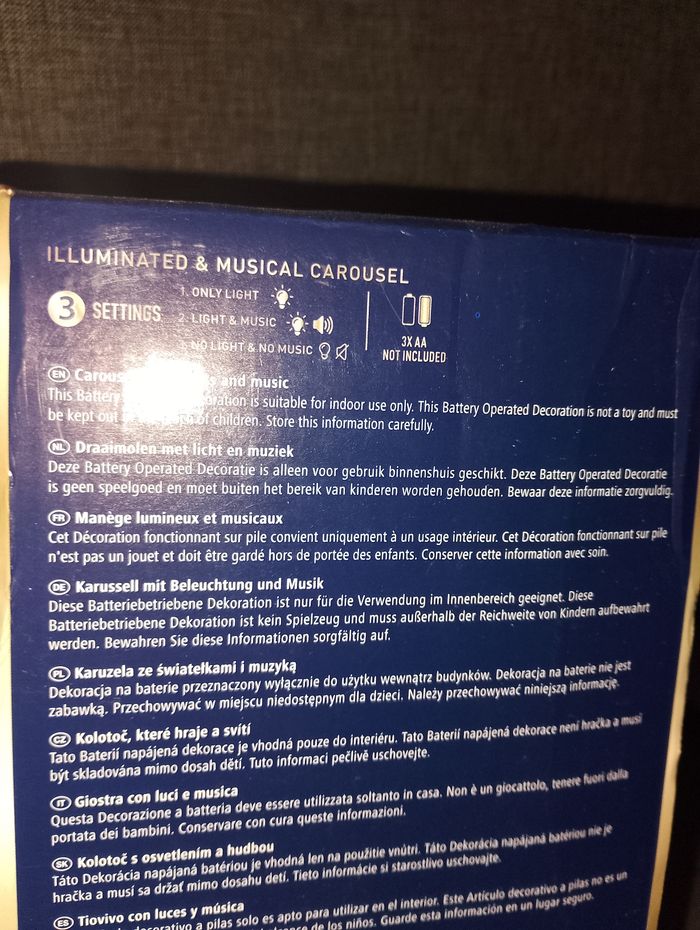 ILLUMINATED & MUSICAL CAROUSEL
3 SETTINGS
1. ONLY LIGHT
2. LIGHT & MUSIC
3. NO LIGHT & NO MUSIC
3X AA
NOT INCLUDED
EN and music
This Battery is suitable for indoor use only. This Battery Operated Decoration is not a toy and must
be kept out of children. Store this information carefully.
NL Draaimolen met licht en muziek
Deze Battery Operated Decoratie is alleen voor gebruik binnenshuis geschikt. Deze Battery Operated Decoratie
is geen speelgoed en moet buiten het bereik van kinderen worden gehouden. Bewaar deze informatie zorgvuldig.
FR Manège lumineux et musicaux
Cet Décoration fonctionnant sur pile convient uniquement à un usage intérieur. Cet Décoration fonctionnant sur pile
n'est pas un jouet et doit être gardé hors de portée des enfants. Conserver cette information avec soin.
DE Karussell mit Beleuchtung und Musik
Diese Batteriebetriebene Dekoration ist nur für die Verwendung im Innenbereich geeignet. Diese
Batteriebetriebene Dekoration ist kein Spielzeug und muss außerhalb der Reichweite von Kindern aufbewahrt
werden. Bewahren Sie diese Informationen sorgfältig auf.
PL Karuzela ze światełkami i muzyką
Dekoracja na baterie przeznaczony wyłącznie do użytku wewnątrz budynków. Dekoracja na baterie nie jest
zabawką. Przechowywać w miejscu niedostępnym dla dzieci. Należy przechowywać niniejszą informację.
CZ Kolotoč, které hraje a svítí
Tato Baterií napájená dekorace je vhodná pouze do interiéru. Tato Baterií napájená dekorace není hračka a musí
být skladována mimo dosah dětí. Tuto informaci pečlivě uschovejte.
IT Giostra con luci e musica
Questa Decorazione a batteria deve essere utilizzata soltanto in casa. Non è un giocattolo, tenere fuori dalla
portata dei bambini. Conservare con cura queste informazioni.
SK Kolotoč s osvetlením a hudbou
Táto Dekorácia napájaná batériou je vhodná len na použitie vnútri. Táto Dekorácia napájaná batériou nie je
hračka a musí sa držať mimo dosahu detí. Tieto informácie si starostlivo uschovajte.
ES Tiovivo con luces y música
decorativo a pilas solo es apto para utilizar en el interior. Este Artículo decorativo a pilas no es un
de los niños. Guarde esta información en un lugar seguro.